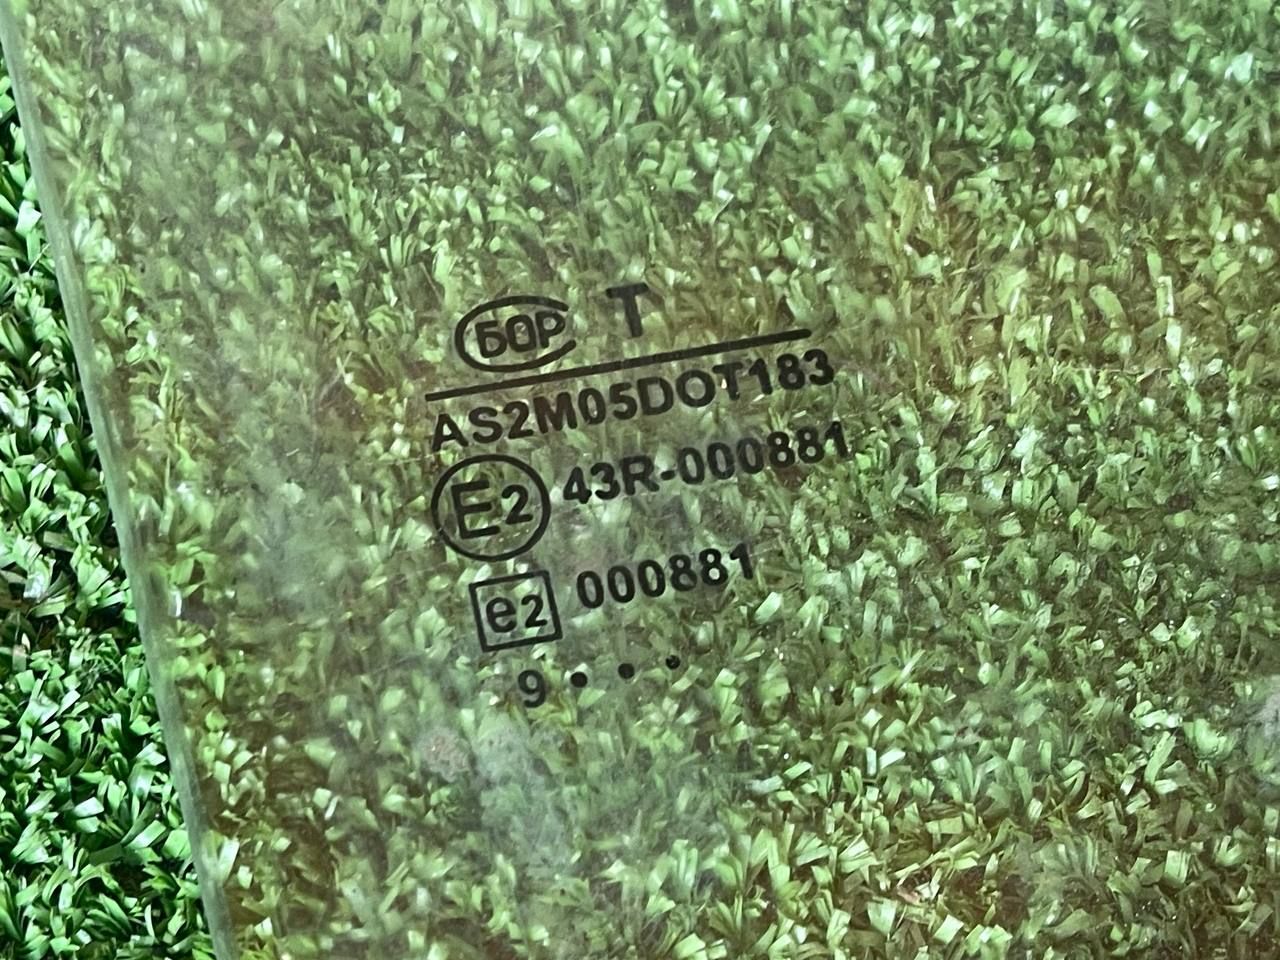 БОР T
AS2M05DOT183
E2 43R-000881
e2 000881
9 • • •